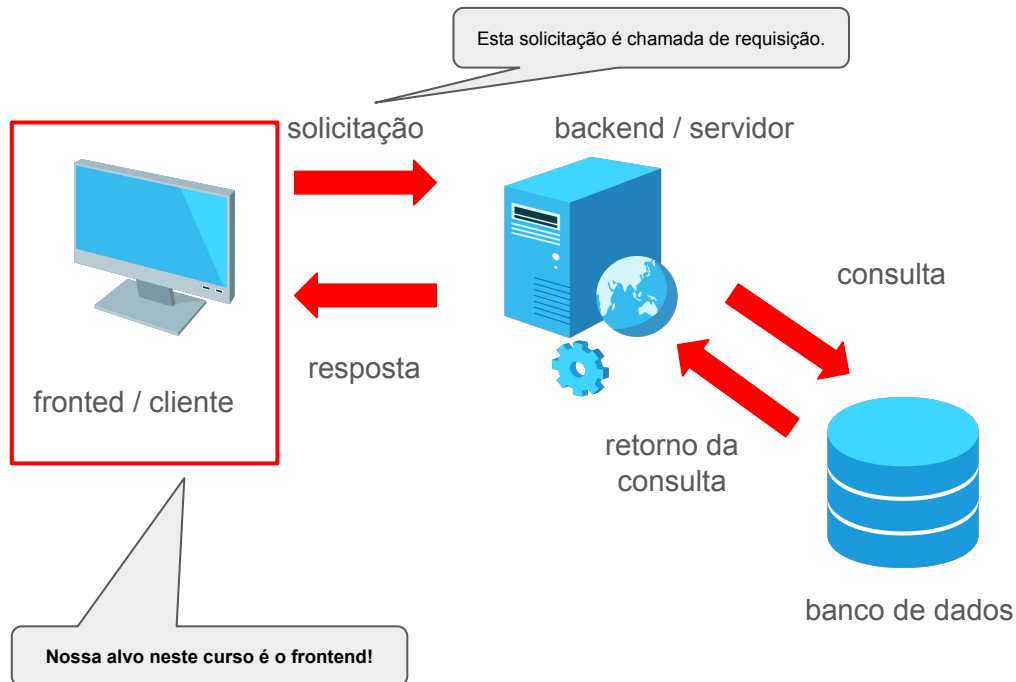 Esta solicitação é chamada de requisição.
solicitação
backend / servidor
consulta
resposta
fronted / cliente
retorno da
consulta
banco de dados
Nossa alvo neste curso é o frontend!